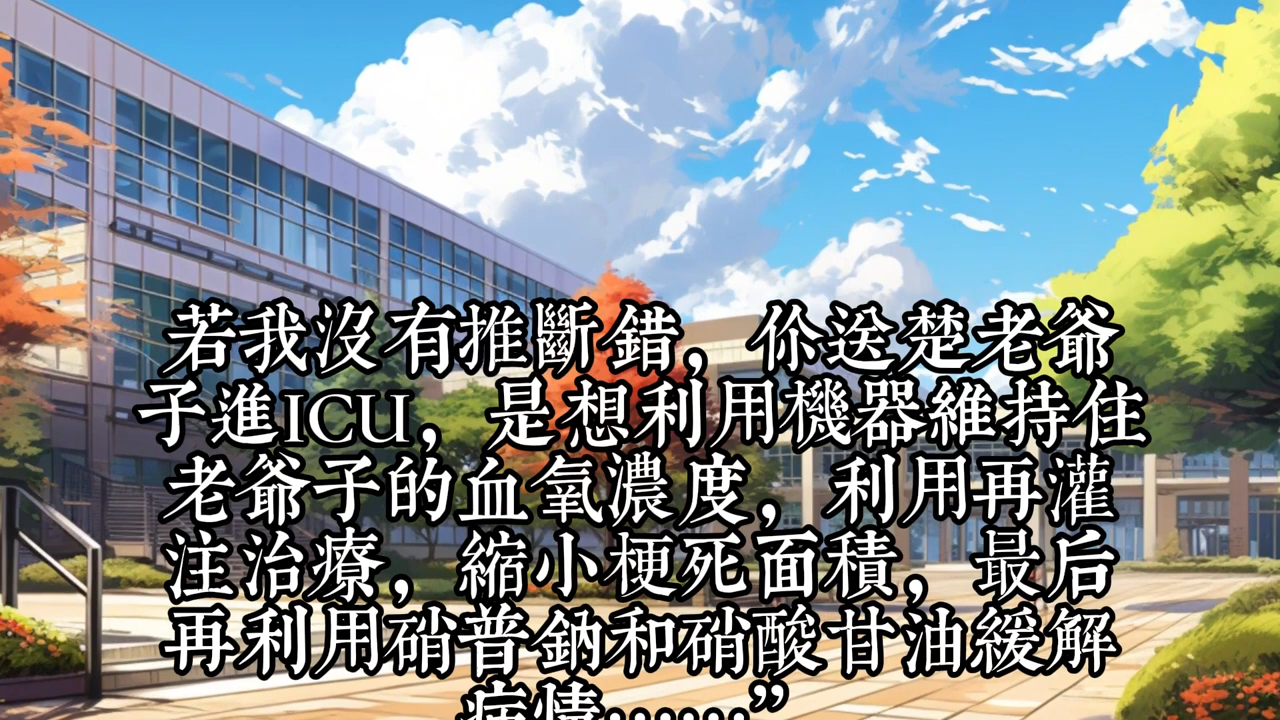 若我沒有推斷錯，你送楚老爺
子進ICU，是想利用機器維持住
老爺子的血氧濃度，利用再灌
注治療，縮小梗死面積，最后
再利用硝普鈉和硝酸甘油緩解
病情……”